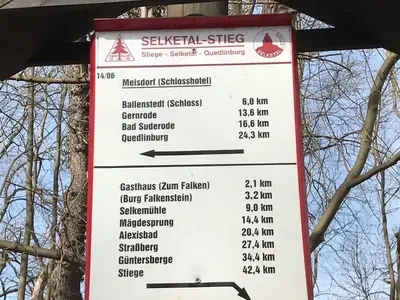 SELKETAL-STIEG
Stiege - Selketal - Quedlinburg
14/06
Meisdorf (Schlosshotel)
Ballenstedt (Schloss) 6,0 km
Gernrode 13,6 km
Bad Suderode 16,6 km
Quedlinburg 24,3 km
Gasthaus (Zum Falken) 2,1 km
(Burg Falkenstein) 3,2 km
Selkemühle 9,0 km
Mägdesprung 14,4 km
Alexisbad 20,4 km
Straßberg 27,4 km
Güntersberge 34,4 km
Stiege 42,4 km